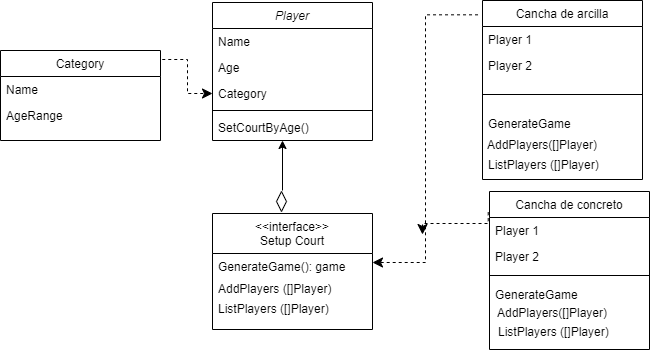 Player
Name
Age
Category
SetCourtByAge()
Category
Name
AgeRange
<<interface>>
Setup Court
GenerateGame(): game
AddPlayers ([]Player)
ListPlayers ([]Player)
Cancha de arcilla
Player 1
Player 2
GenerateGame
AddPlayers([]Player)
ListPlayers ([]Player)
Cancha de concreto
Player 1
Player 2
GenerateGame
AddPlayers([]Player)
ListPlayers ([]Player)